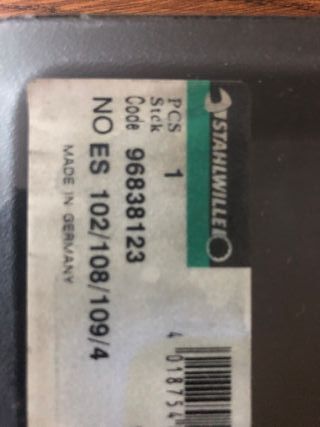 STAHLWILLE
PCS
Stck 1
Code 96838123
NO ES 102/108/109/4
MADE IN GERMANY
4 018754